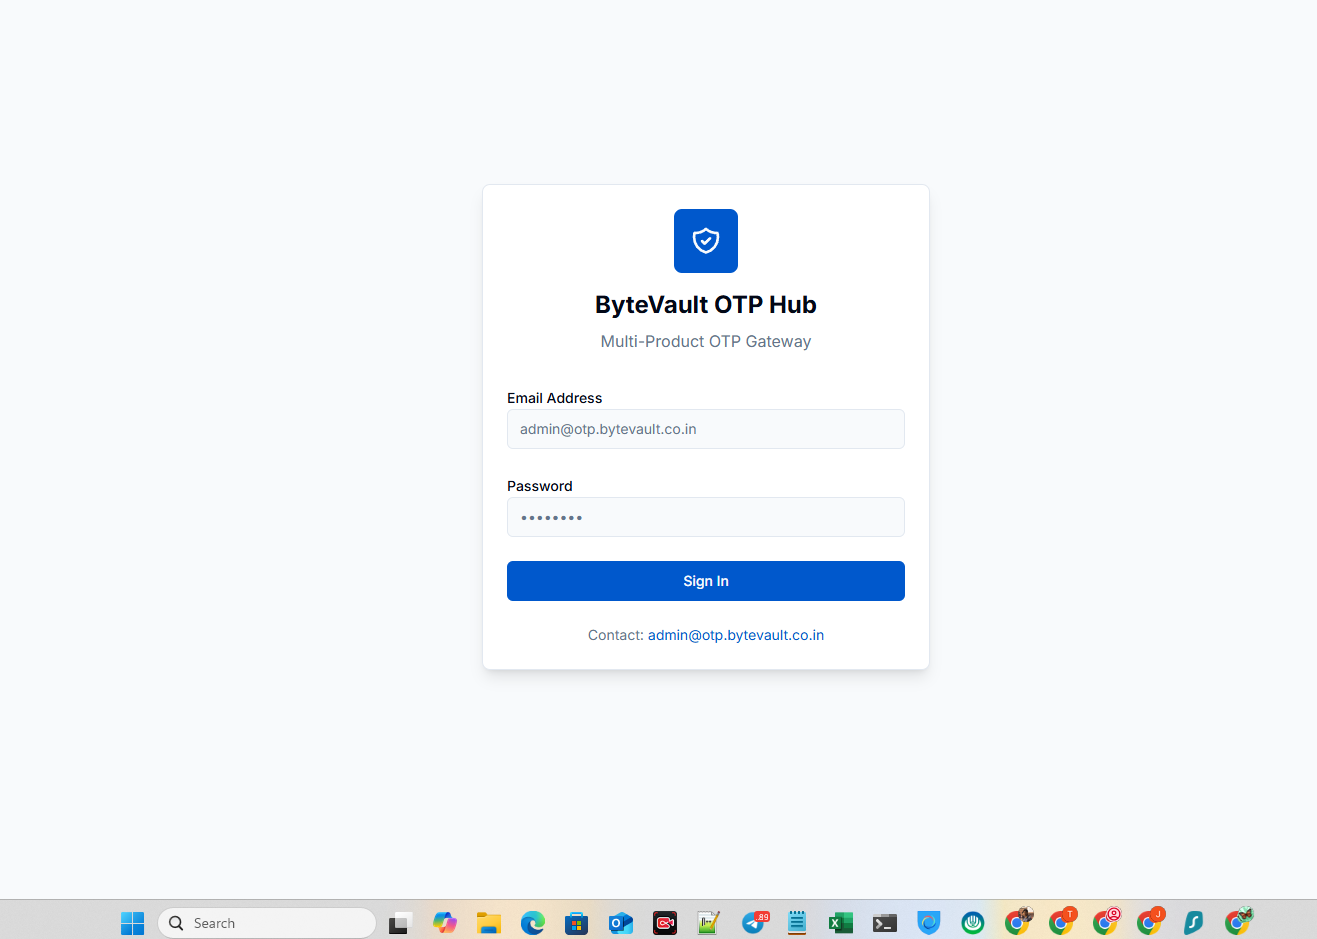 ByteVault OTP Hub
Multi-Product OTP Gateway
Email Address
admin@otp.bytevault.co.in
Password
••••••••
Sign In
Contact: admin@otp.bytevault.co.in
Search
89
T
J